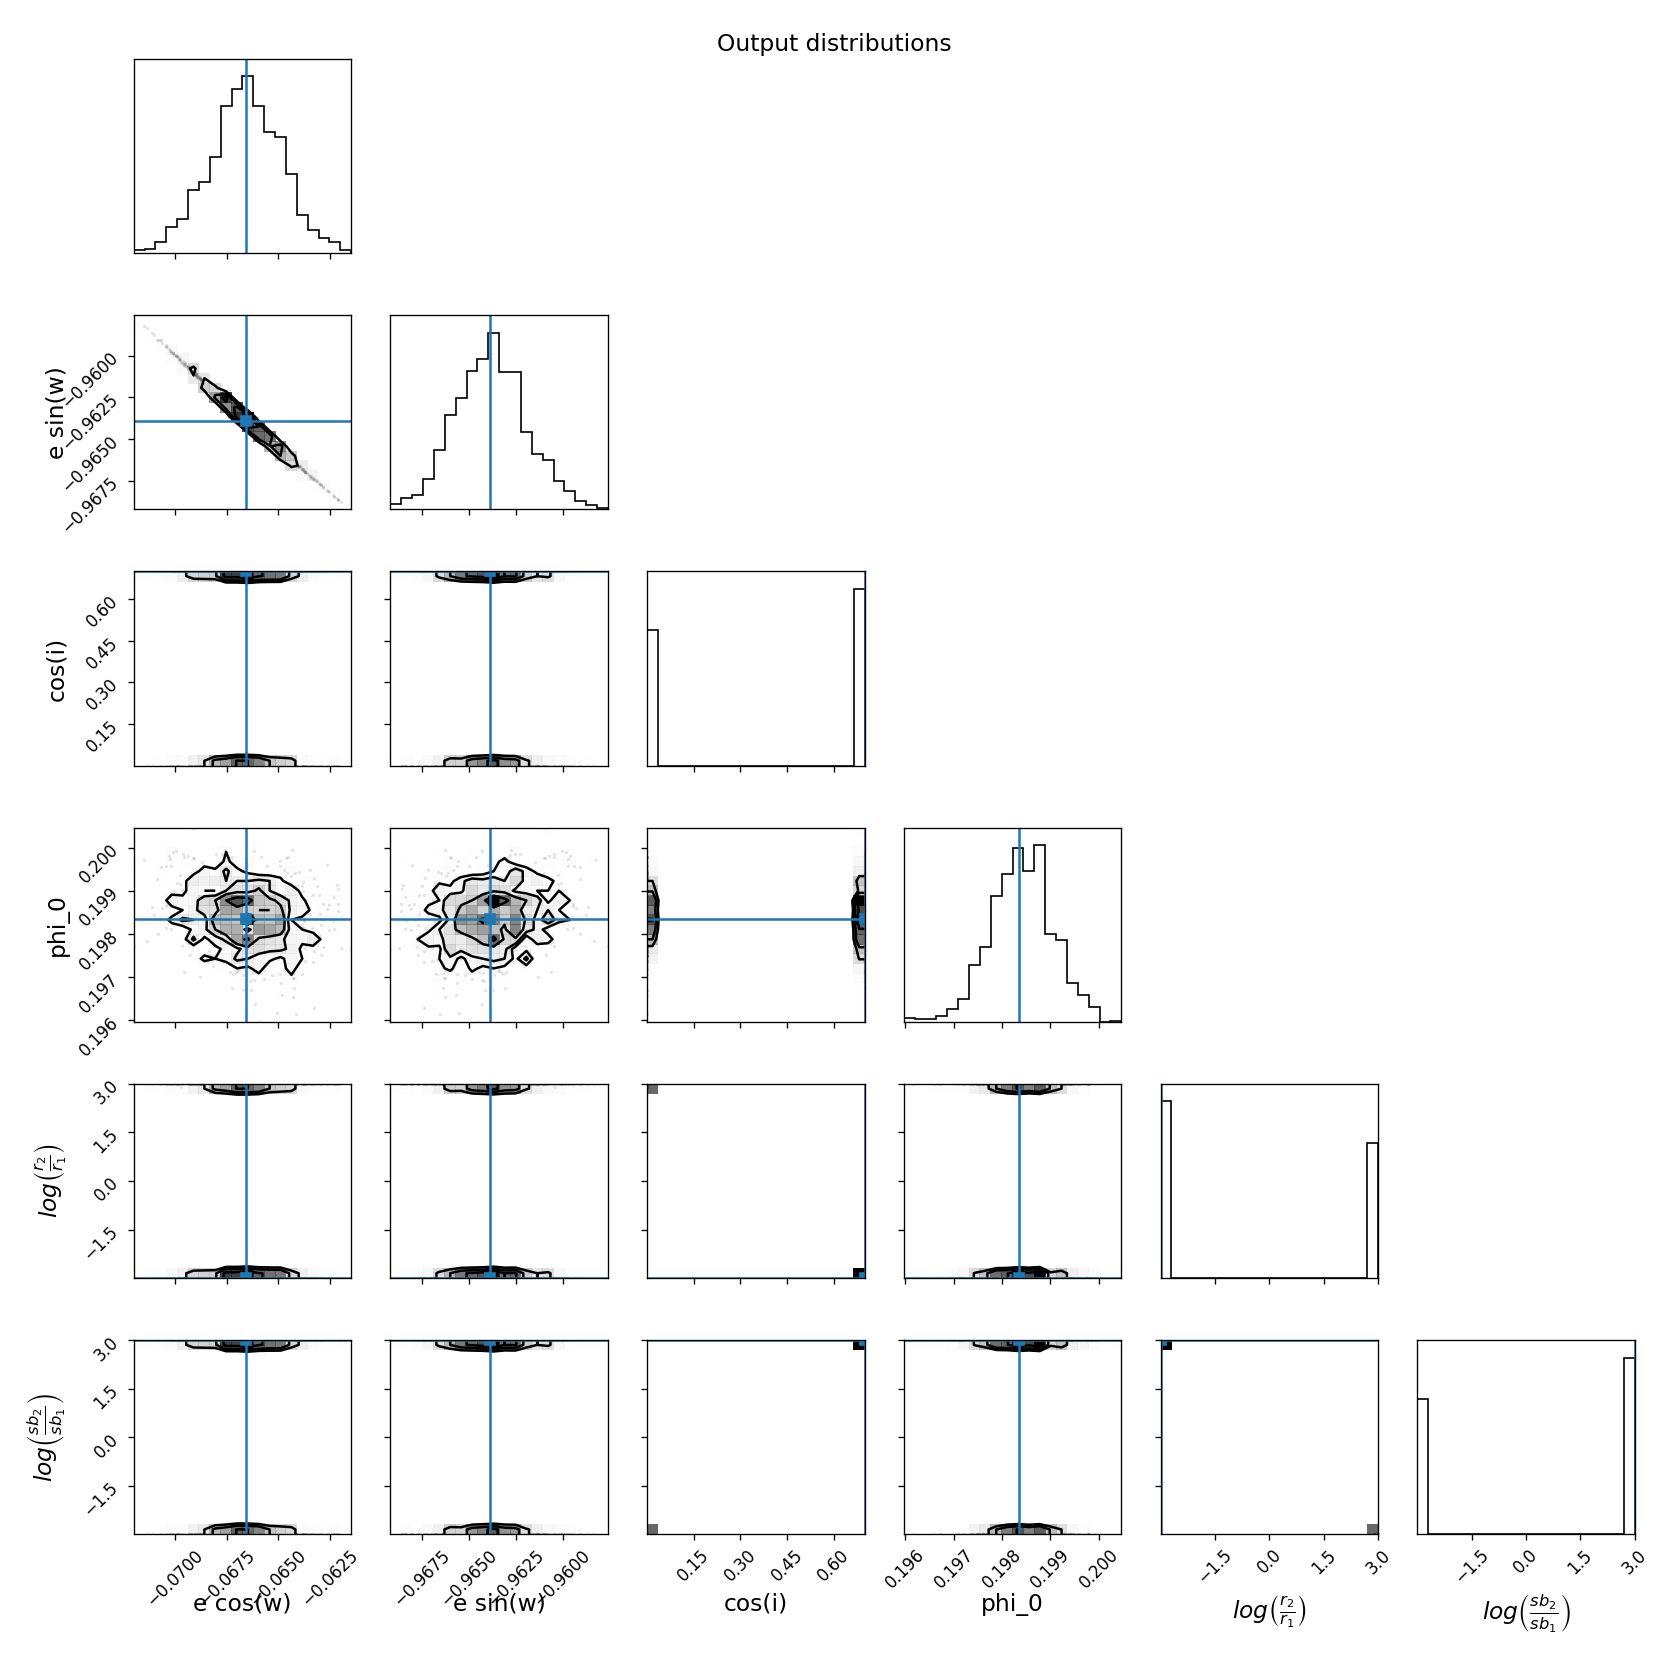 Output distributions
e sin(w)
−0.9600
−0.9625
−0.9650
−0.9675
cos(i)
0.60
0.45
0.30
0.15
phi_0
0.200
0.199
0.198
0.197
0.196
log(r₂/r₁)
3.0
1.5
0.0
−1.5
log(sb₂/sb₁)
3.0
1.5
0.0
−1.5
−0.0700 −0.0675 −0.0650 −0.0625
−0.9675 −0.9650 −0.9625 −0.9600
0.15 0.30 0.45 0.60
0.196 0.197 0.198 0.199 0.200
−1.5 0.0 1.5 3.0
−1.5 0.0 1.5 3.0
e cos(w)
e sin(w)
cos(i)
phi_0
log(r₂/r₁)
log(sb₂/sb₁)